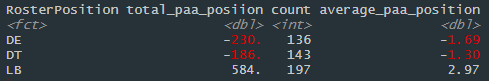 RosterPosition total_paa_posiion count average_paa_position
<fct> <dbl> <int> <dbl>
DE -230. 136 -1.69
DT -186. 143 -1.30
LB 584. 197 2.97